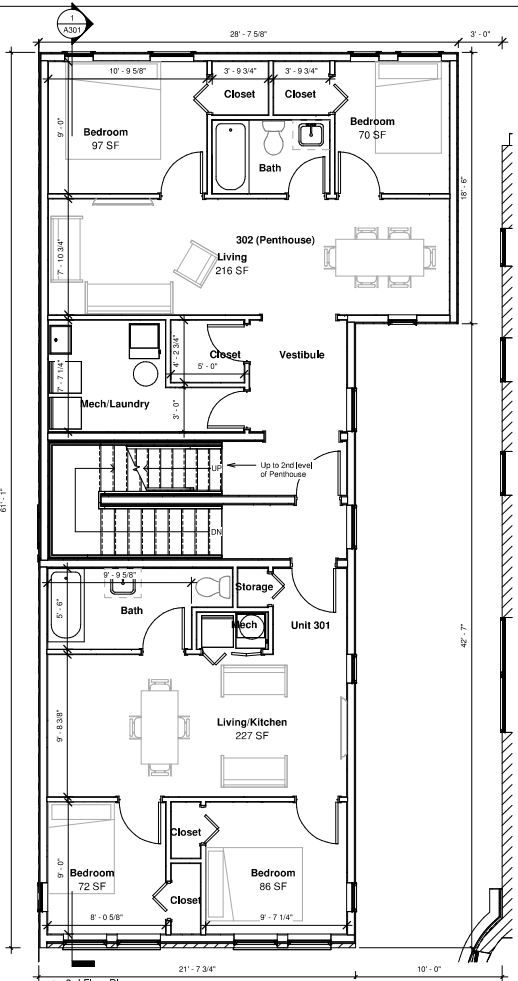 1
A301
28' - 7 5/8"
3' - 0"
10' - 9 5/8"
3' - 9 3/4"
3' - 9 3/4"
Closet
Closet
9' - 0"
Bedroom
97 SF
Bedroom
70 SF
Bath
18' - 6"
302 (Penthouse)
Living
216 SF
7' - 10 3/4"
Closet
4' - 2 3/4"
5' - 0"
Vestibule
7' - 7 1/4"
Mech/Laundry
3' - 0"
UP
Up to 2nd level
of Penthouse
61' - 1"
DN
9' - 9 5/8"
Storage
5' - 6"
Bath
Mech
Unit 301
42' - 7"
Living/Kitchen
227 SF
9' - 8 3/8"
Closet
9' - 0"
Bedroom
72 SF
Bedroom
86 SF
Closet
8' - 0 5/8"
9' - 7 1/4"
21' - 7 3/4"
10' - 0"